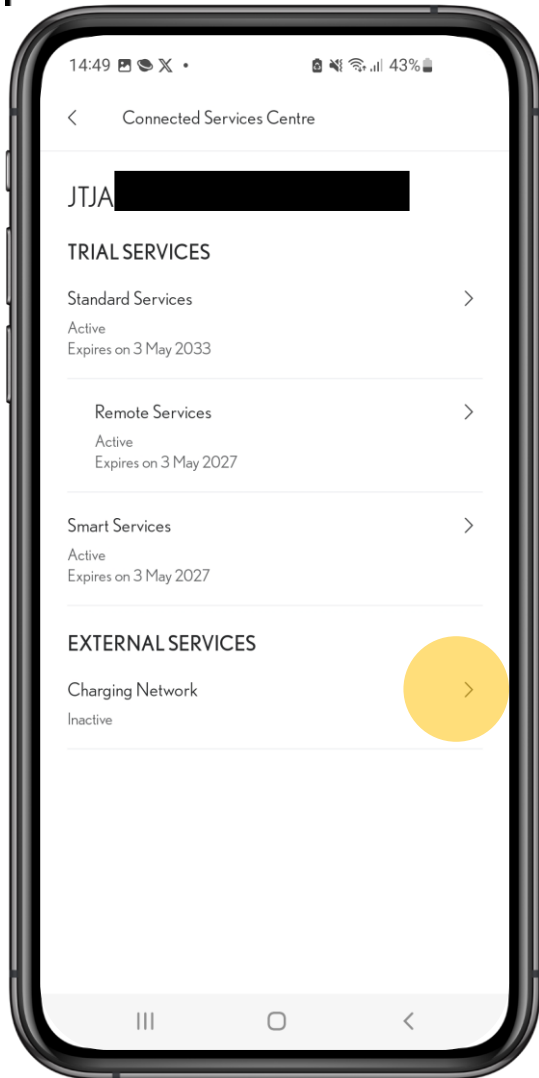 14:49
43%
Connected Services Centre
JTJA
TRIAL SERVICES
Standard Services
Active
Expires on 3 May 2033
Remote Services
Active
Expires on 3 May 2027
Smart Services
Active
Expires on 3 May 2027
EXTERNAL SERVICES
Charging Network
Inactive